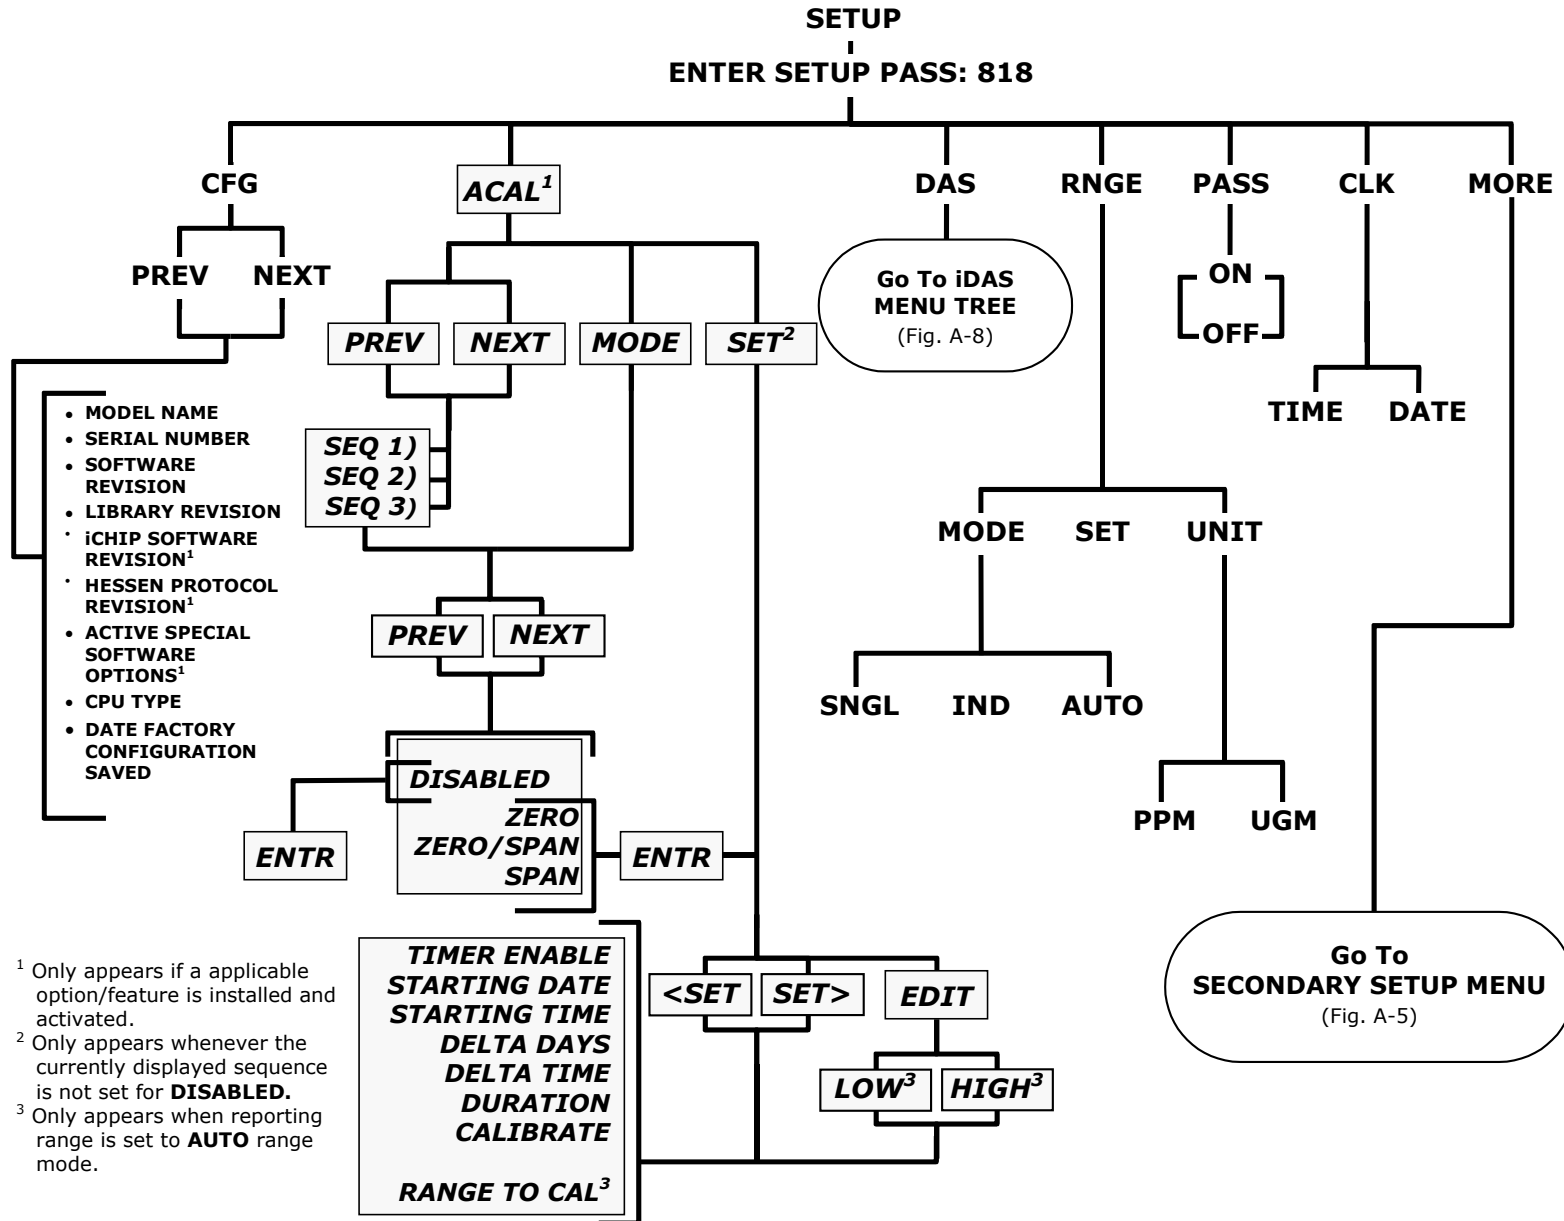 SETUP
ENTER SETUP PASS: 818
CFG
ACAL¹
DAS
RNGE
PASS
CLK
MORE
PREV NEXT
PREV
NEXT
MODE
SET²
Go To iDAS
MENU TREE
(Fig. A-8)
ON
OFF
TIME DATE
• MODEL NAME
• SERIAL NUMBER
• SOFTWARE
REVISION
• LIBRARY REVISION
• iCHIP SOFTWARE
REVISION¹
• HESSEN PROTOCOL
REVISION¹
• ACTIVE SPECIAL
SOFTWARE
OPTIONS¹
• CPU TYPE
• DATE FACTORY
CONFIGURATION
SAVED
SEQ 1)
SEQ 2)
SEQ 3)
MODE SET UNIT
PREV
NEXT
SNGL IND AUTO
DISABLED
ZERO
ZERO/SPAN
SPAN
ENTR
ENTR
PPM UGM
TIMER ENABLE
STARTING DATE
STARTING TIME
DELTA DAYS
DELTA TIME
DURATION
CALIBRATE
RANGE TO CAL³
<SET
SET>
EDIT
LOW³
HIGH³
Go To
SECONDARY SETUP MENU
(Fig. A-5)
¹ Only appears if a applicable
option/feature is installed and
activated.
² Only appears whenever the
currently displayed sequence
is not set for DISABLED.
³ Only appears when reporting
range is set to AUTO range
mode.